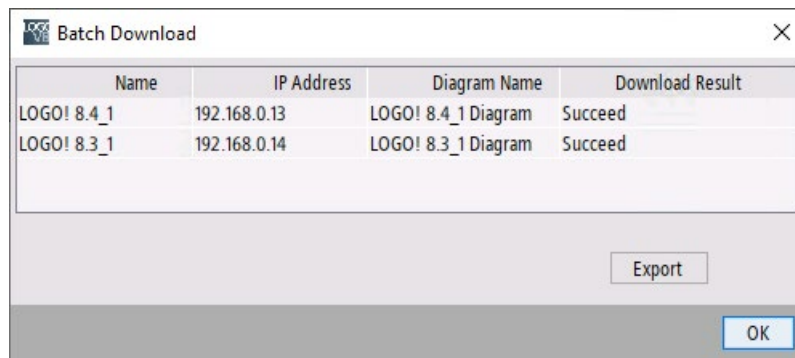 Batch Download
Name IP Address Diagram Name Download Result
LOGO! 8.4_1 192.168.0.13 LOGO! 8.4_1 Diagram Succeed
LOGO! 8.3_1 192.168.0.14 LOGO! 8.3_1 Diagram Succeed
Export
OK